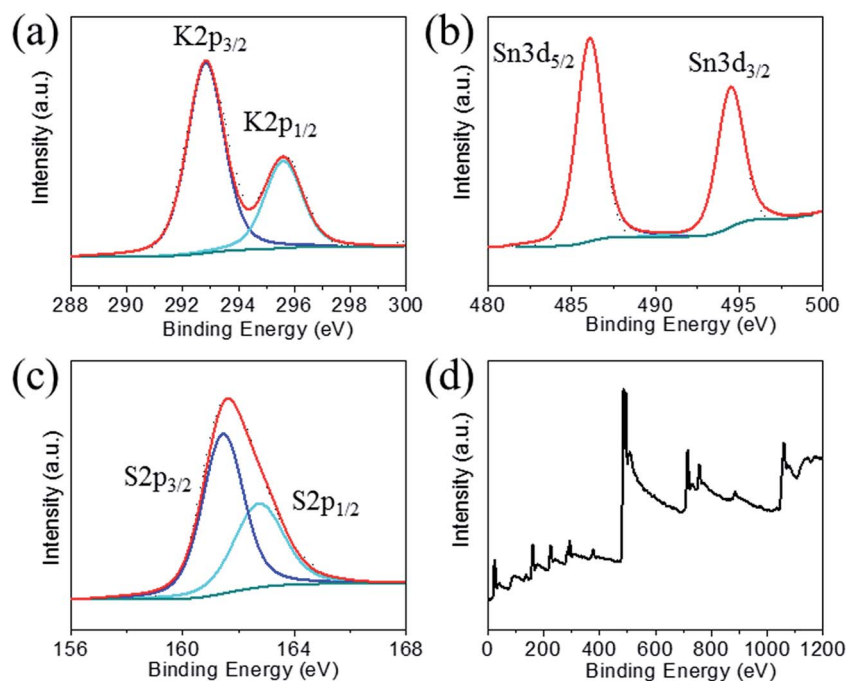 (a)
K2p3/2
K2p1/2
Intensity (a.u.)
288 290 292 294 296 298 300
Binding Energy (eV)
(b)
Sn3d5/2
Sn3d3/2
Intensity (a.u.)
480 485 490 495 500
Binding Energy (eV)
(c)
S2p3/2
S2p1/2
Intensity (a.u.)
156 160 164 168
Binding Energy (eV)
(d)
Intensity (a.u.)
0 200 400 600 800 1000 1200
Binding Energy (eV)